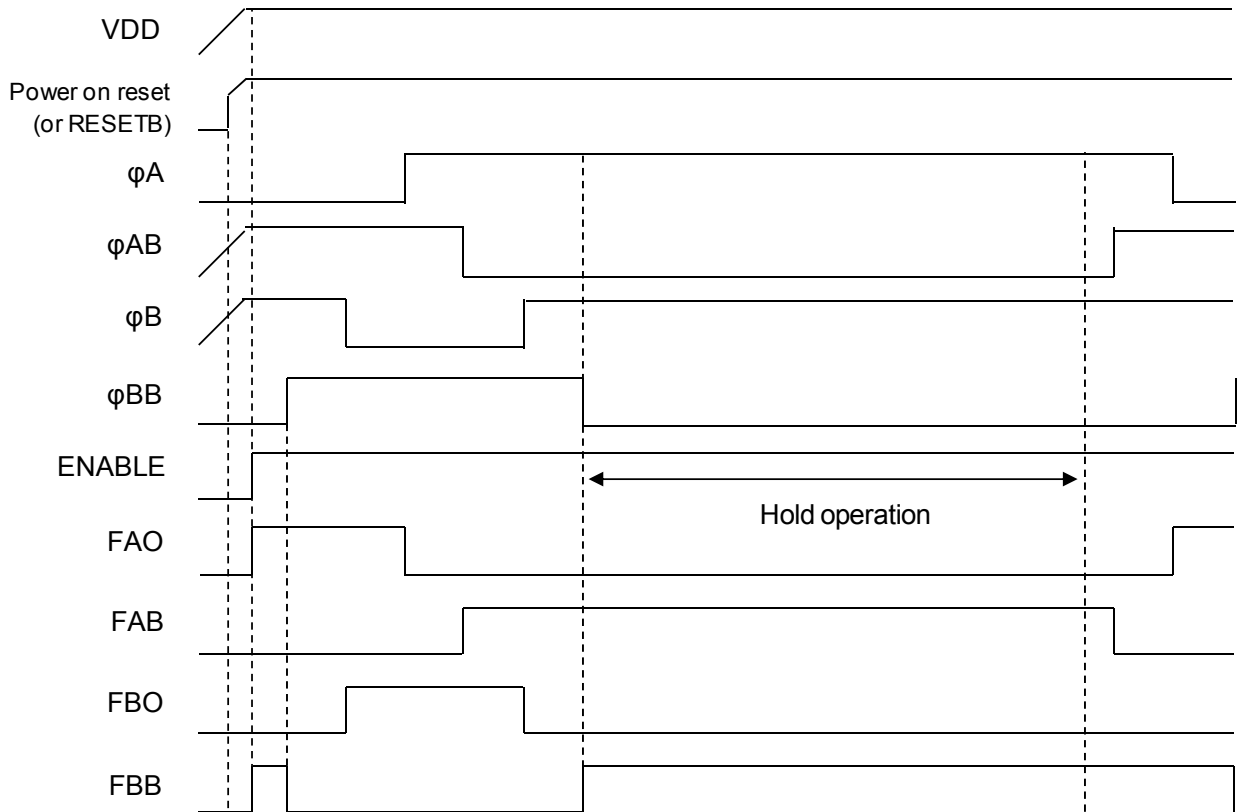 VDD
Power on reset
(or RESETB)
φA
φAB
φB
φBB
ENABLE
Hold operation
FAO
FAB
FBO
FBB